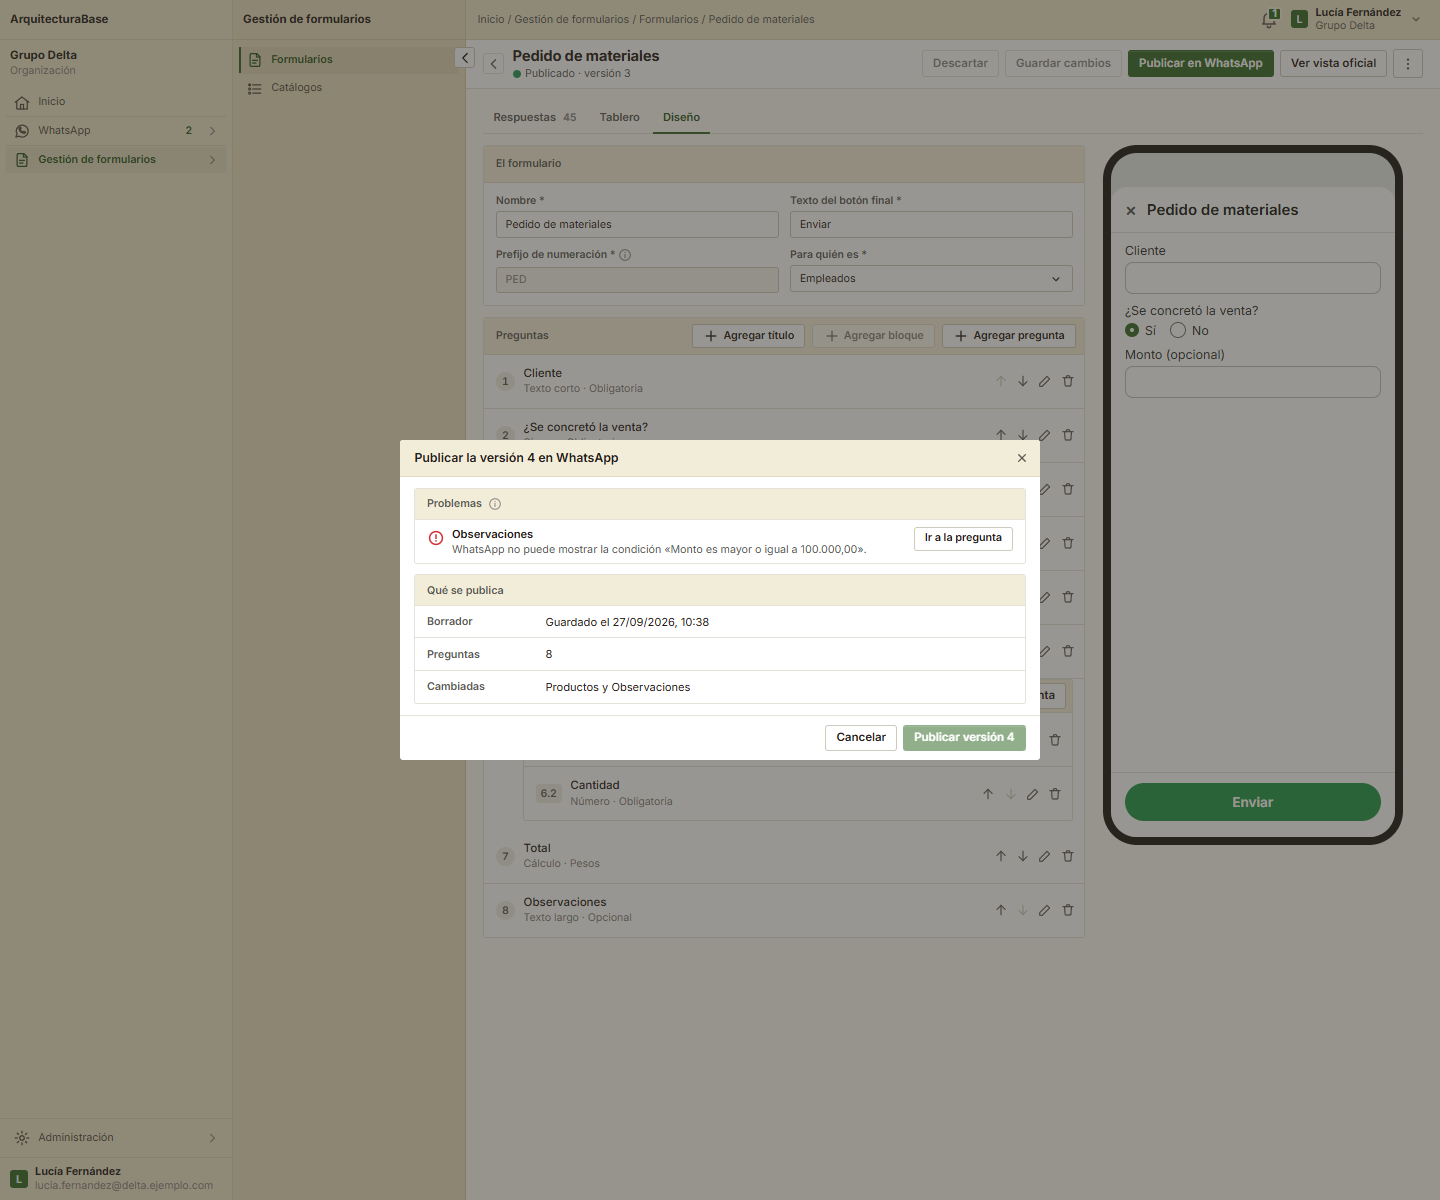 ArquitecturaBase
Grupo Delta
Organización
Inicio
WhatsApp 2
Gestión de formularios
Administración
L Lucía Fernández
lucia.fernandez@delta.ejemplo.com
Gestión de formularios
Formularios
Catálogos
Inicio / Gestión de formularios / Formularios / Pedido de materiales
1
L Lucía Fernández
Grupo Delta
Pedido de materiales
Publicado · versión 3
Descartar
Guardar cambios
Publicar en WhatsApp
Ver vista oficial
Respuestas 45
Tablero
Diseño
El formulario
Nombre *
Pedido de materiales
Texto del botón final *
Enviar
Prefijo de numeración *
PED
Para quién es *
Empleados
Preguntas
Agregar título
Agregar bloque
Agregar pregunta
1 Cliente
Texto corto · Obligatoria
2 ¿Se concretó la venta?
Publicar la versión 4 en WhatsApp
Problemas
Observaciones
WhatsApp no puede mostrar la condición «Monto es mayor o igual a 100.000,00».
Ir a la pregunta
Qué se publica
Borrador Guardado el 27/09/2026, 10:38
Preguntas 8
Cambiadas Productos y Observaciones
Cancelar
Publicar versión 4
nta
6.2 Cantidad
Número · Obligatoria
7 Total
Cálculo · Pesos
8 Observaciones
Texto largo · Opcional
Pedido de materiales
Cliente
¿Se concretó la venta?
Sí No
Monto (opcional)
Enviar